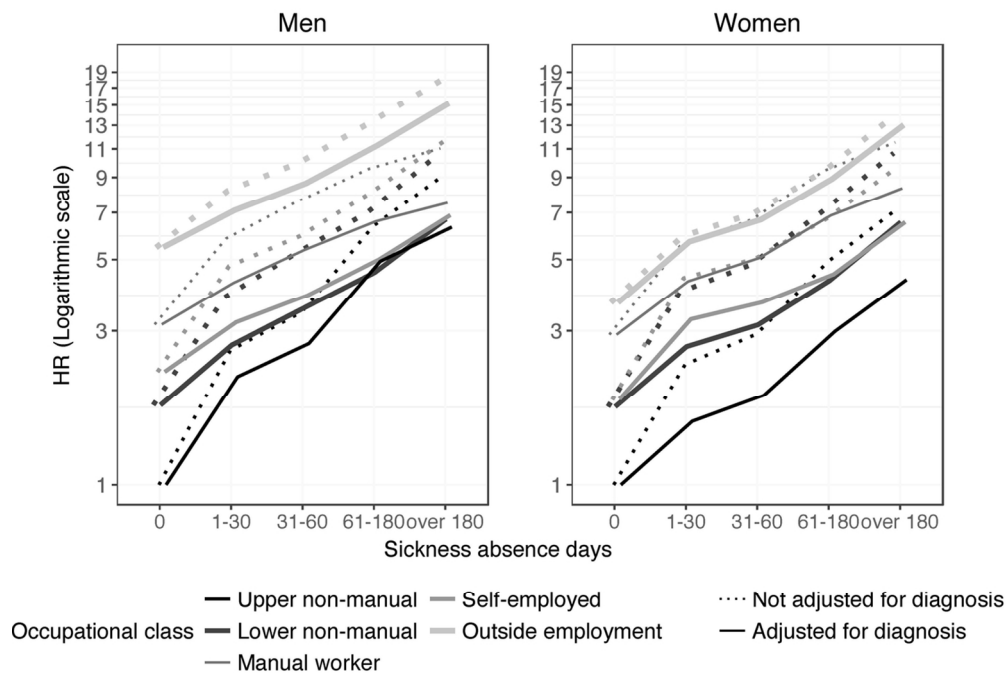 Men
Women
HR (Logarithmic scale)
19
17
15
13
11
9
7
5
3
1
19
17
15
13
11
9
7
5
3
1
0 1-30 31-60 61-180 over 180
0 1-30 31-60 61-180 over 180
Sickness absence days
Occupational class
Upper non-manual
Lower non-manual
Manual worker
Self-employed
Outside employment
Not adjusted for diagnosis
Adjusted for diagnosis